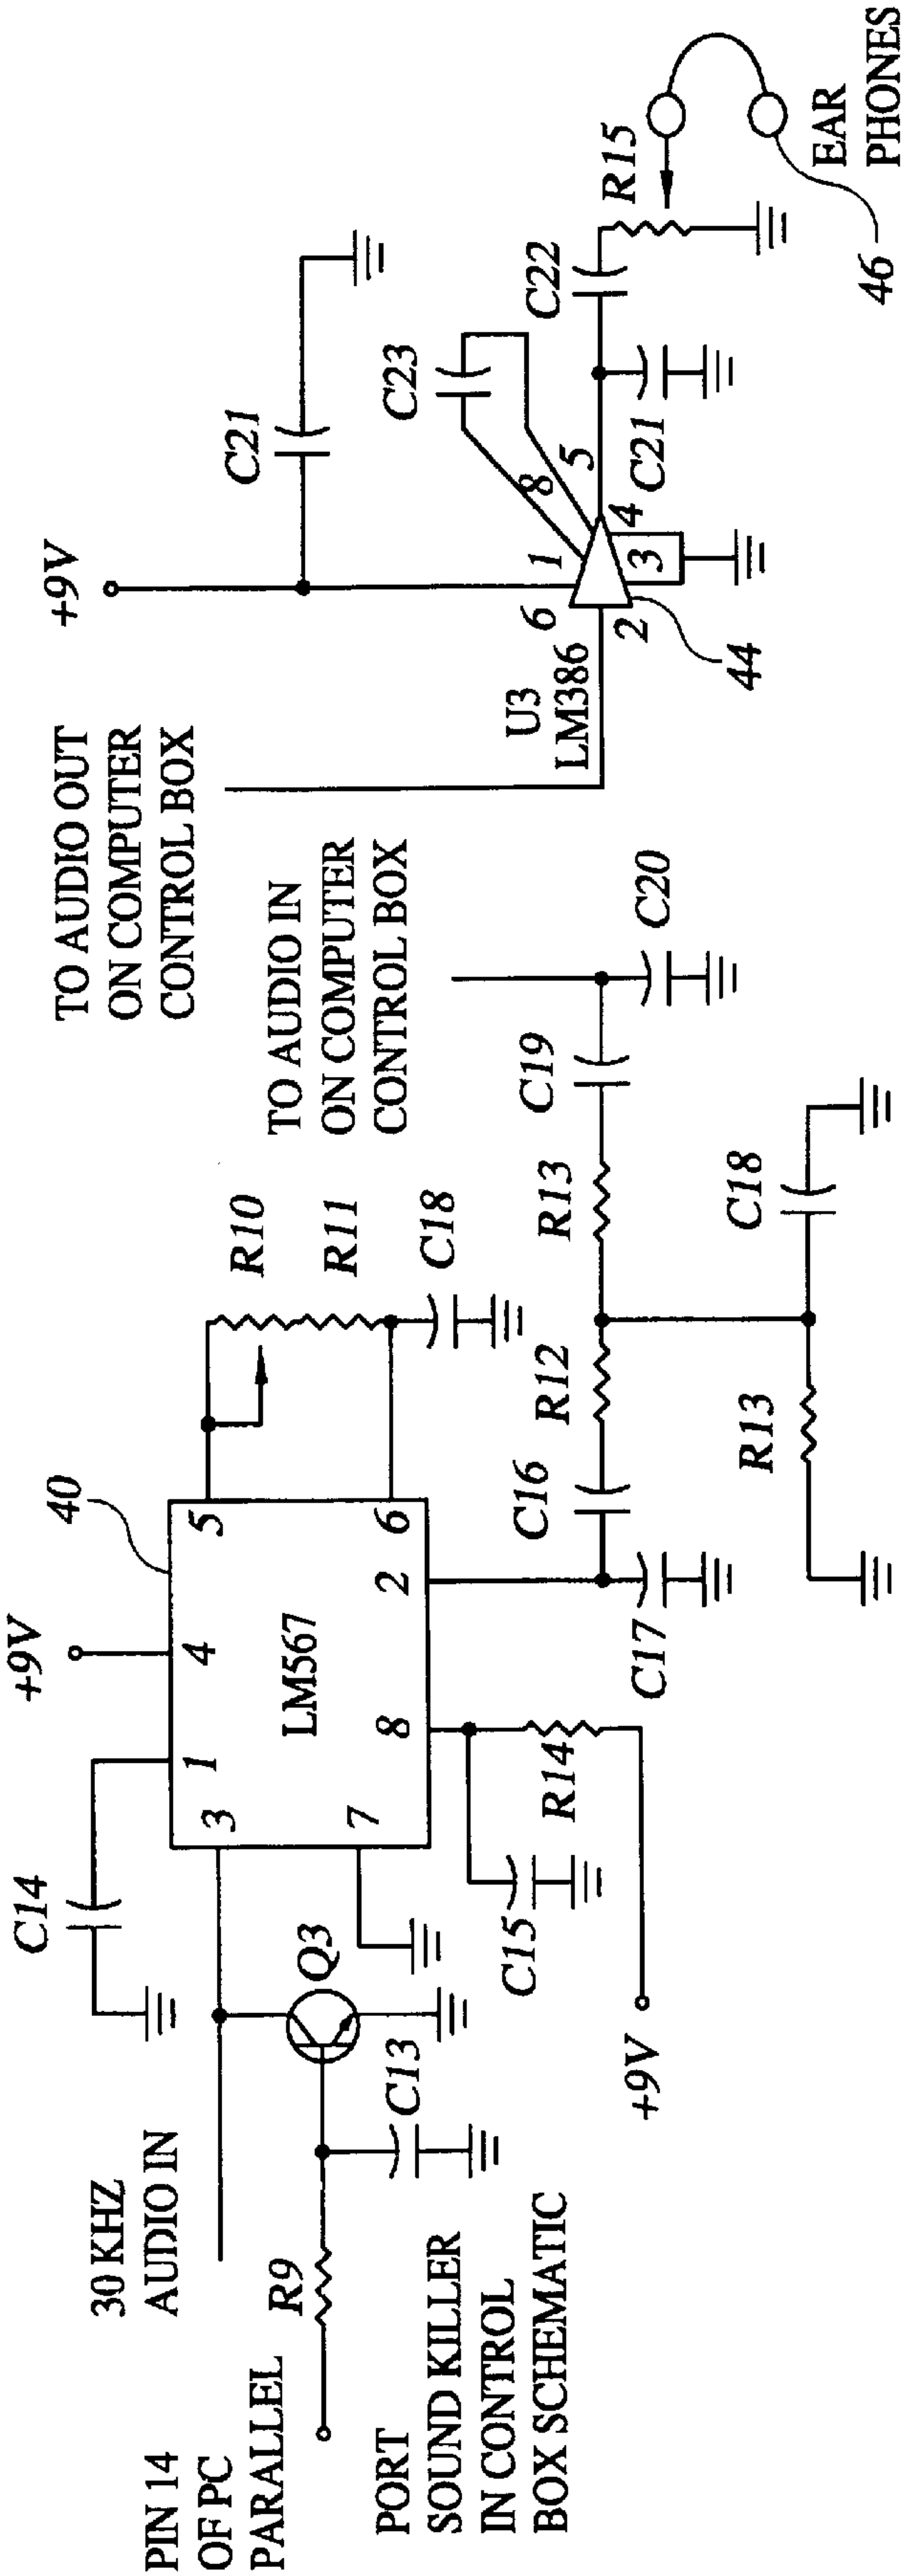 PIN 14
OF PC
PARALLEL
PORT
SOUND KILLER
IN CONTROL
BOX SCHEMATIC
30 KHZ
AUDIO IN
R9
C13
Q3
C14
+9V
40
3
1
4
5
7
8
2
6
LM567
C15
R14
+9V
C17
C16
R12
R13
R10
R11
C18
R13
C18
C19
C20
TO AUDIO IN
ON COMPUTER
CONTROL BOX
TO AUDIO OUT
ON COMPUTER
CONTROL BOX
+9V
C21
U3
LM386
6
1
8
5
2
3
4
44
C23
C21
C22
R15
46
EAR
PHONES